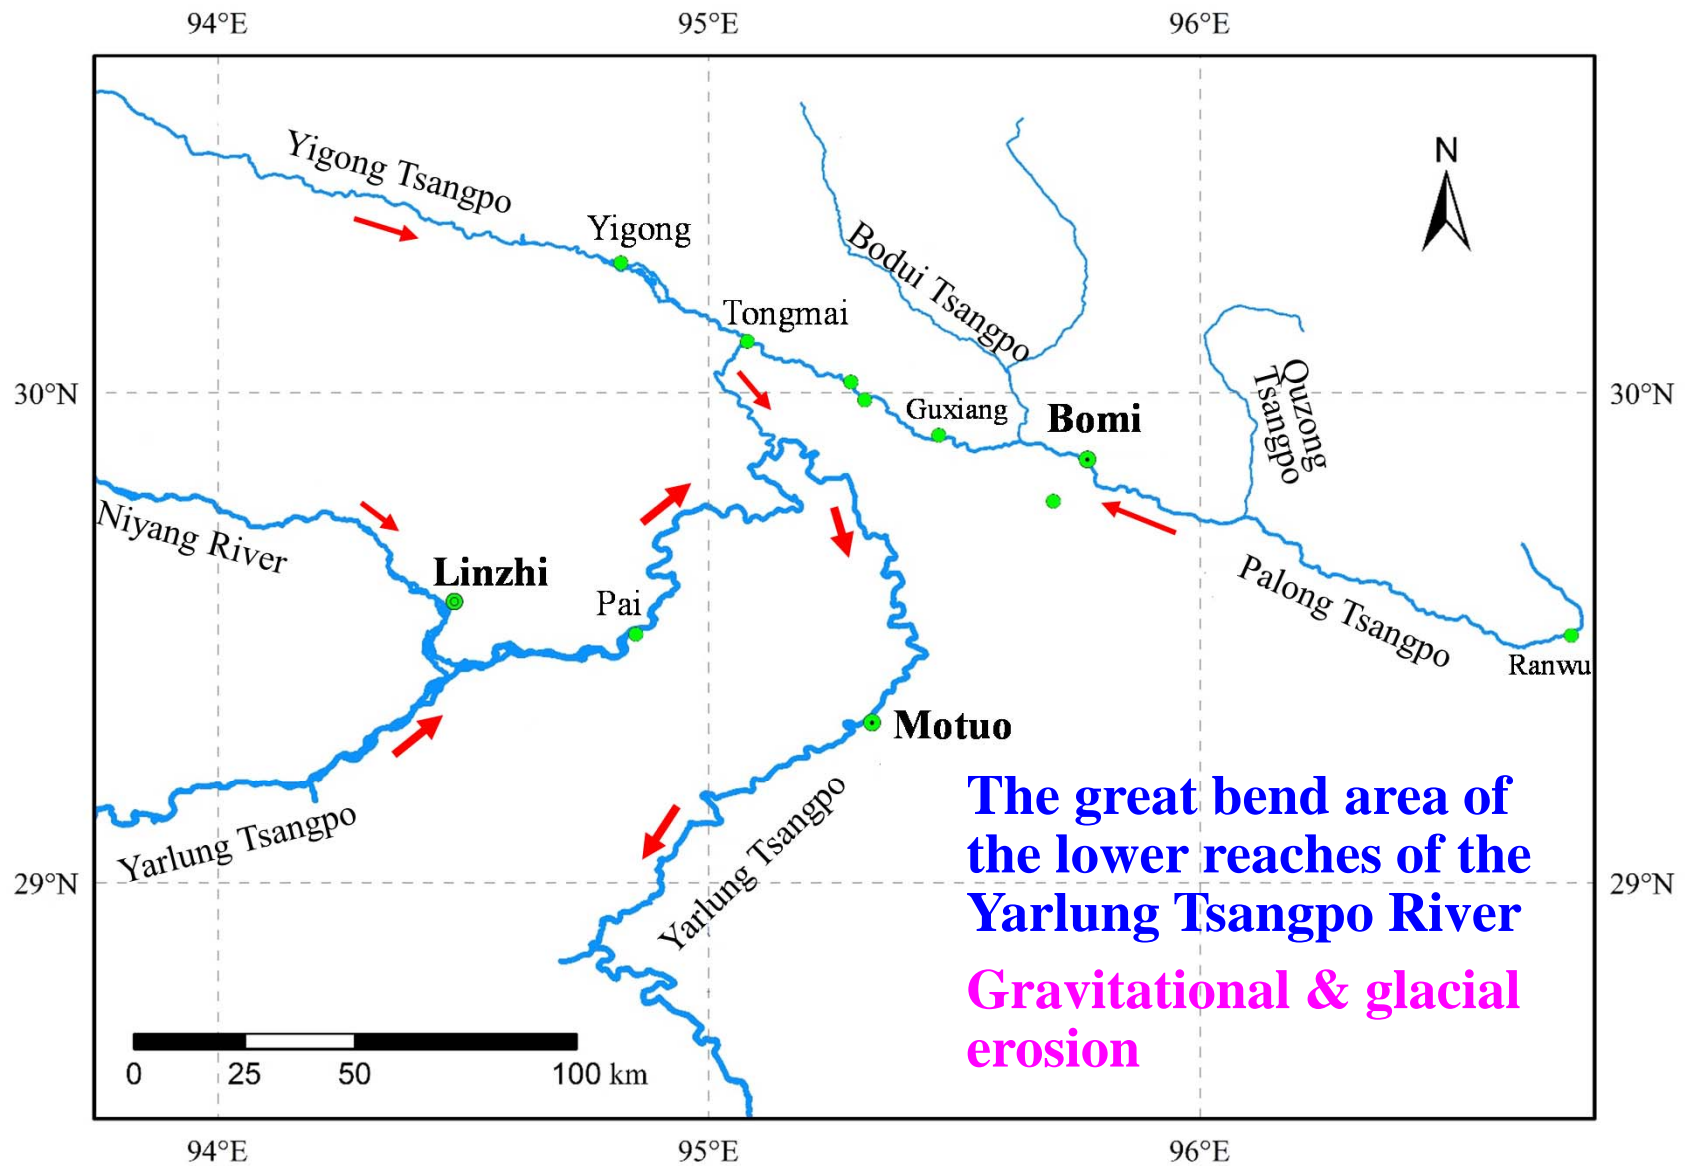 94°E
95°E
96°E
Yigong Tsangpo
N
Yigong
Bodui Tsangpo
Tongmai
30°N
30°N
Quzong
Tsangpo
Guxiang
Bomi
Niyang River
Linzhi
Pai
Palong Tsangpo
Ranwu
Motuo
Yarlung Tsangpo
Yarlung Tsangpo
The great bend area of
the lower reaches of the
Yarlung Tsangpo River
29°N
29°N
Gravitational & glacial
erosion
0 25 50 100 km
94°E
95°E
96°E